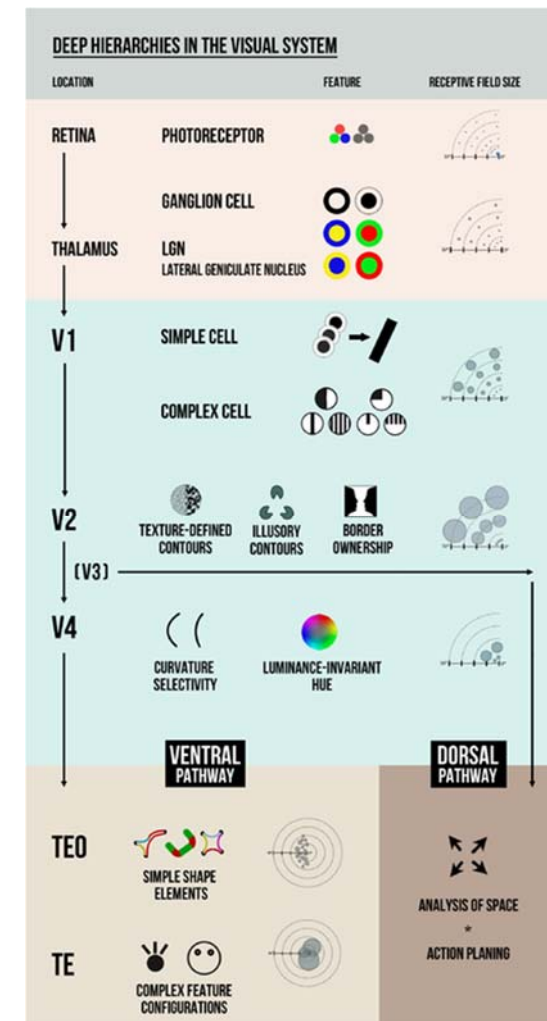 DEEP HIERARCHIES IN THE VISUAL SYSTEM
LOCATION FEATURE RECEPTIVE FIELD SIZE
RETINA PHOTORECEPTOR
GANGLION CELL
THALAMUS LGN
LATERAL GENICULATE NUCLEUS
V1 SIMPLE CELL
COMPLEX CELL
V2
TEXTURE-DEFINED CONTOURS
ILLUSORY CONTOURS
BORDER OWNERSHIP
(V3)
V4
CURVATURE SELECTIVITY
LUMINANCE-INVARIANT HUE
VENTRAL PATHWAY
DORSAL PATHWAY
TEO
SIMPLE SHAPE ELEMENTS
ANALYSIS OF SPACE
*
ACTION PLANING
TE
COMPLEX FEATURE CONFIGURATIONS